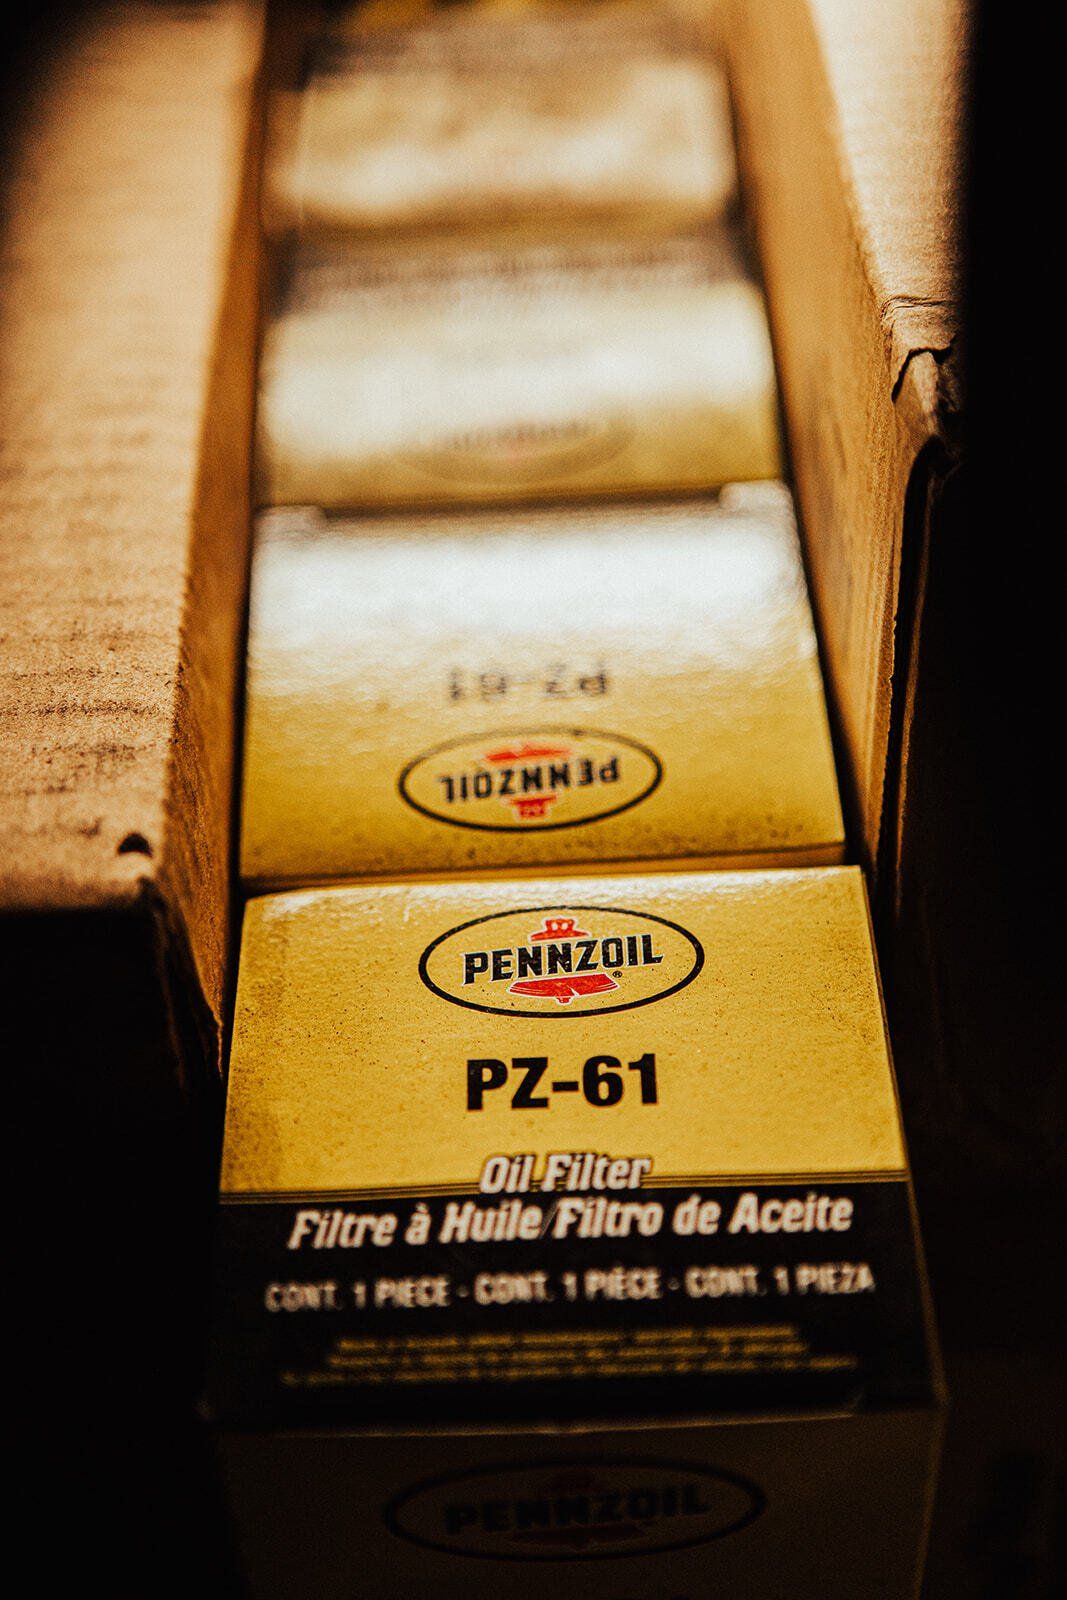 PZ-61
PENNZOIL
PENNZOIL®
PZ-61
Oil Filter
Filtre à Huile/Filtro de Aceite
CONT. 1 PIECE - CONT. 1 PIÈCE - CONT. 1 PIEZA
PENNZOIL